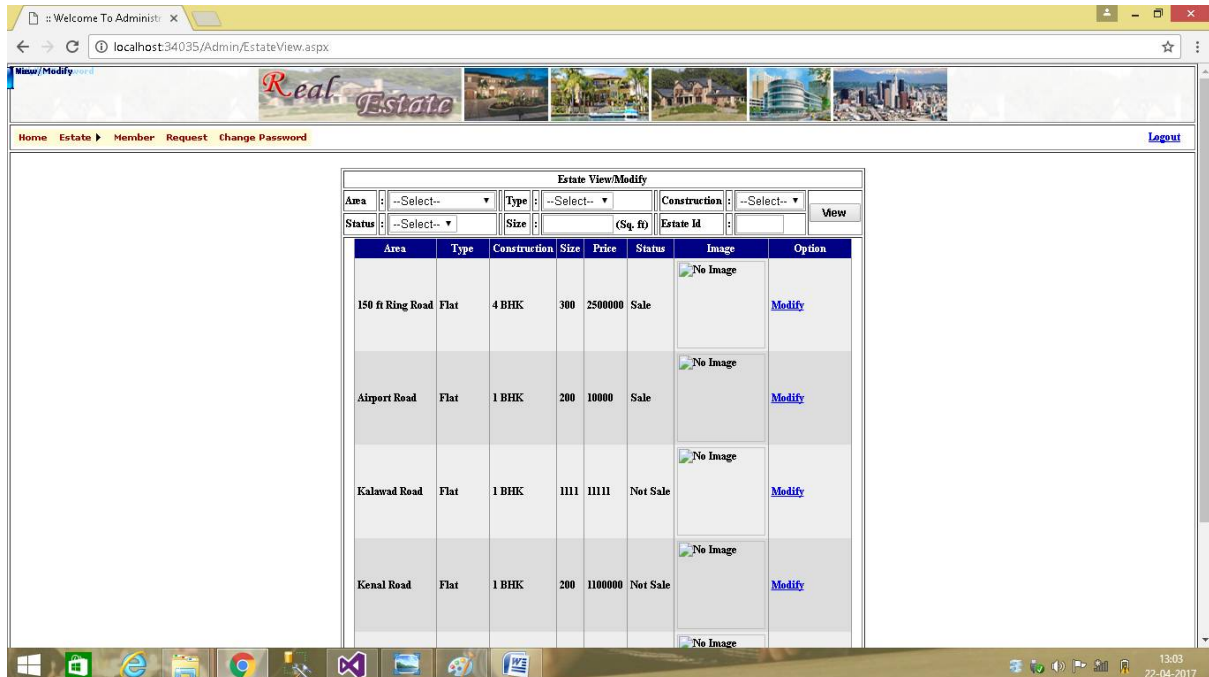 :: Welcome To Administr
localhost:34035/Admin/EstateView.aspx
View/Modify
Real Estate
Home Estate Member Request Change Password Logout
Estate View/Modify
Area : --Select-- Type : --Select-- Construction : --Select-- View
Status : --Select-- Size : (Sq. ft) Estate Id :
Area Type Construction Size Price Status Image Option
150 ft Ring Road Flat 4 BHK 300 2500000 Sale No Image Modify
Airport Road Flat 1 BHK 200 10000 Sale No Image Modify
Kalawad Road Flat 1 BHK 1111 11111 Not Sale No Image Modify
Kenal Road Flat 1 BHK 200 1100000 Not Sale No Image Modify
No Image
13:03
22-04-2017